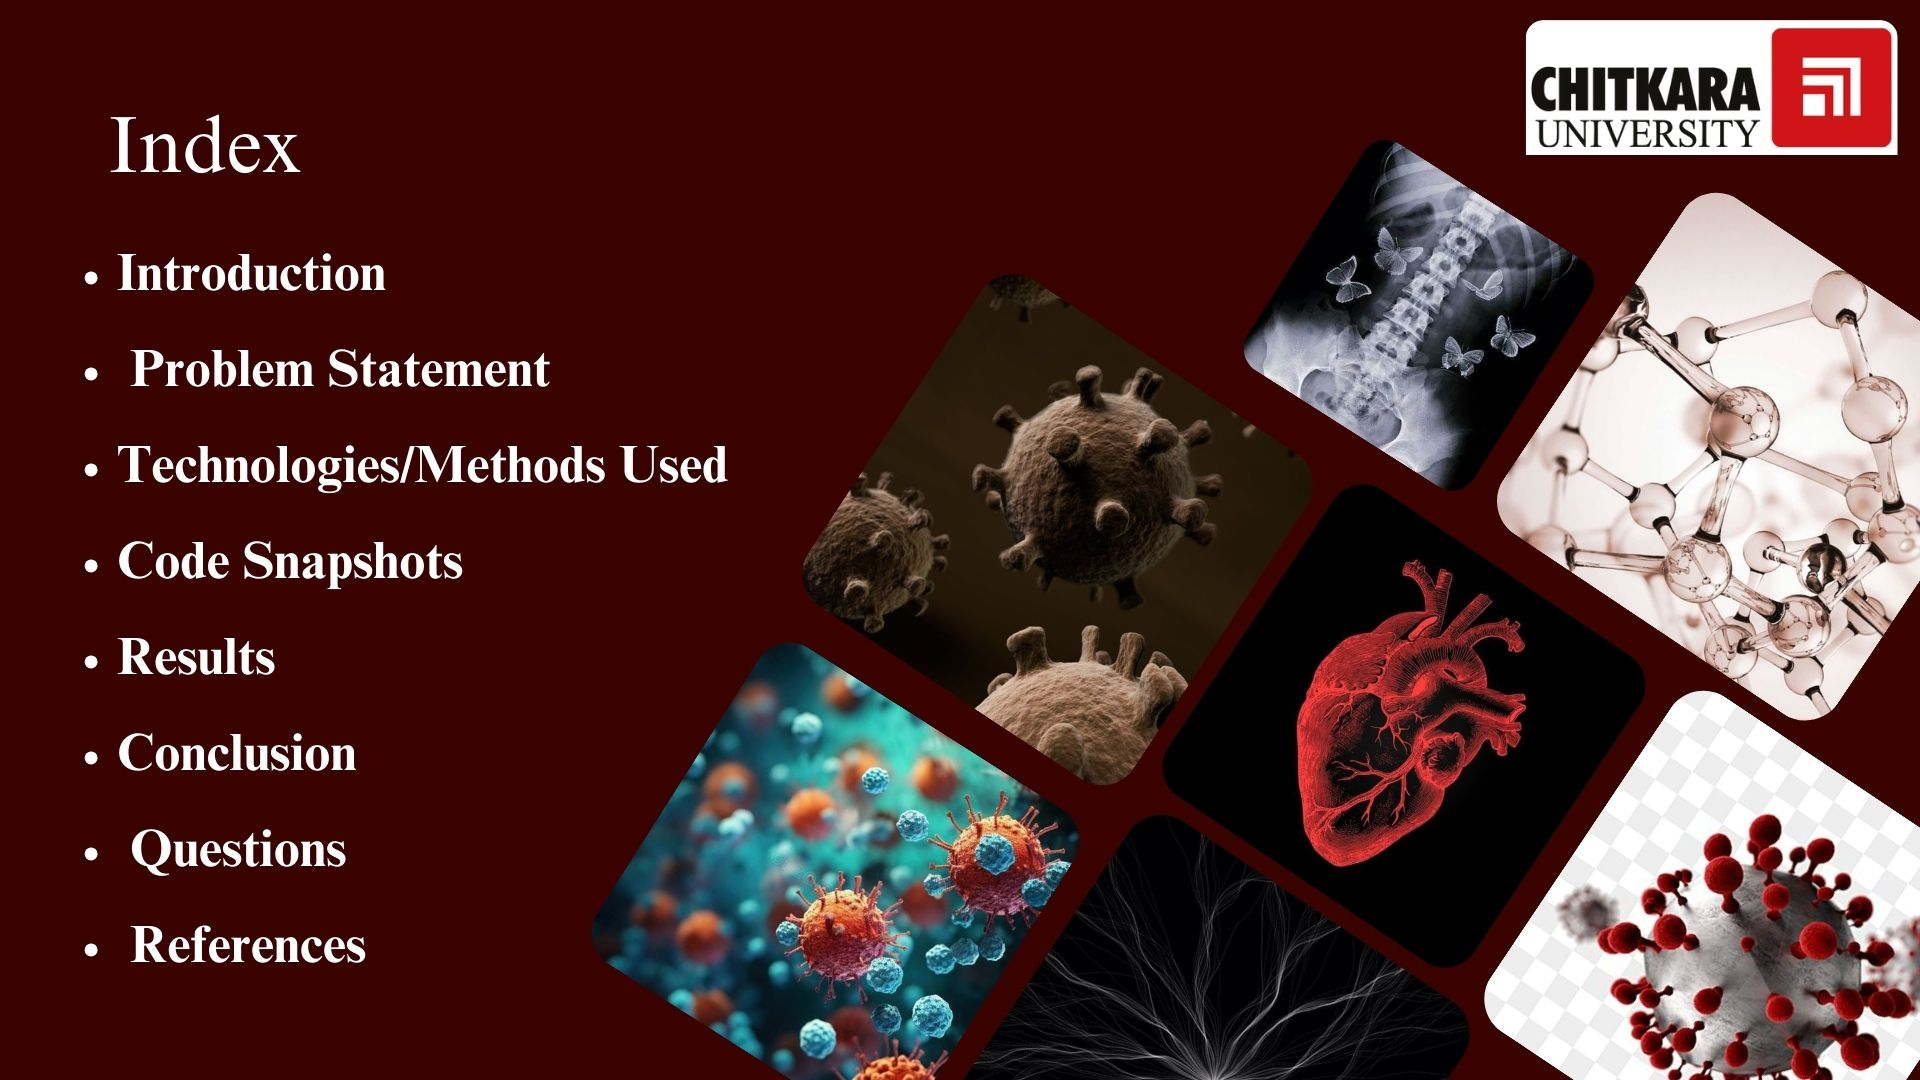 CHITKARA
UNIVERSITY
Index
• Introduction
• Problem Statement
• Technologies/Methods Used
• Code Snapshots
• Results
• Conclusion
• Questions
• References